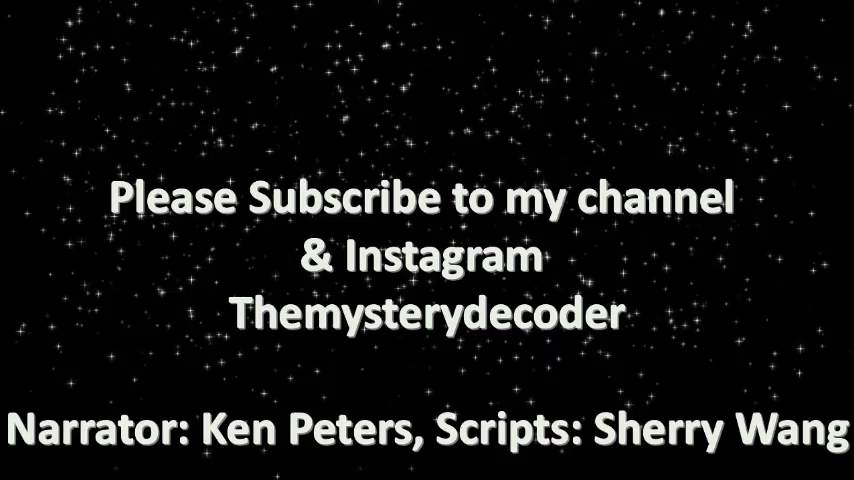 Please Subscribe to my channel
& Instagram
Themysterydecoder
Narrator: Ken Peters, Scripts: Sherry Wang